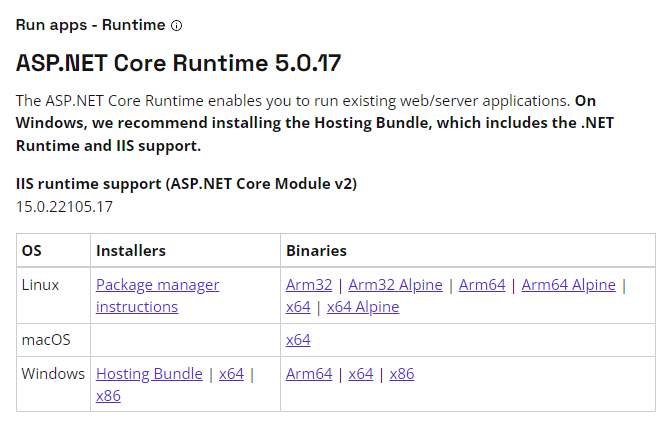 Run apps - Runtime
ASP.NET Core Runtime 5.0.17
The ASP.NET Core Runtime enables you to run existing web/server applications. On
Windows, we recommend installing the Hosting Bundle, which includes the .NET
Runtime and IIS support.
IIS runtime support (ASP.NET Core Module v2)
15.0.22105.17
OS Installers Binaries
Linux Package manager instructions Arm32 | Arm32 Alpine | Arm64 | Arm64 Alpine |
x64 | x64 Alpine
macOS x64
Windows Hosting Bundle | x64 | x86 Arm64 | x64 | x86